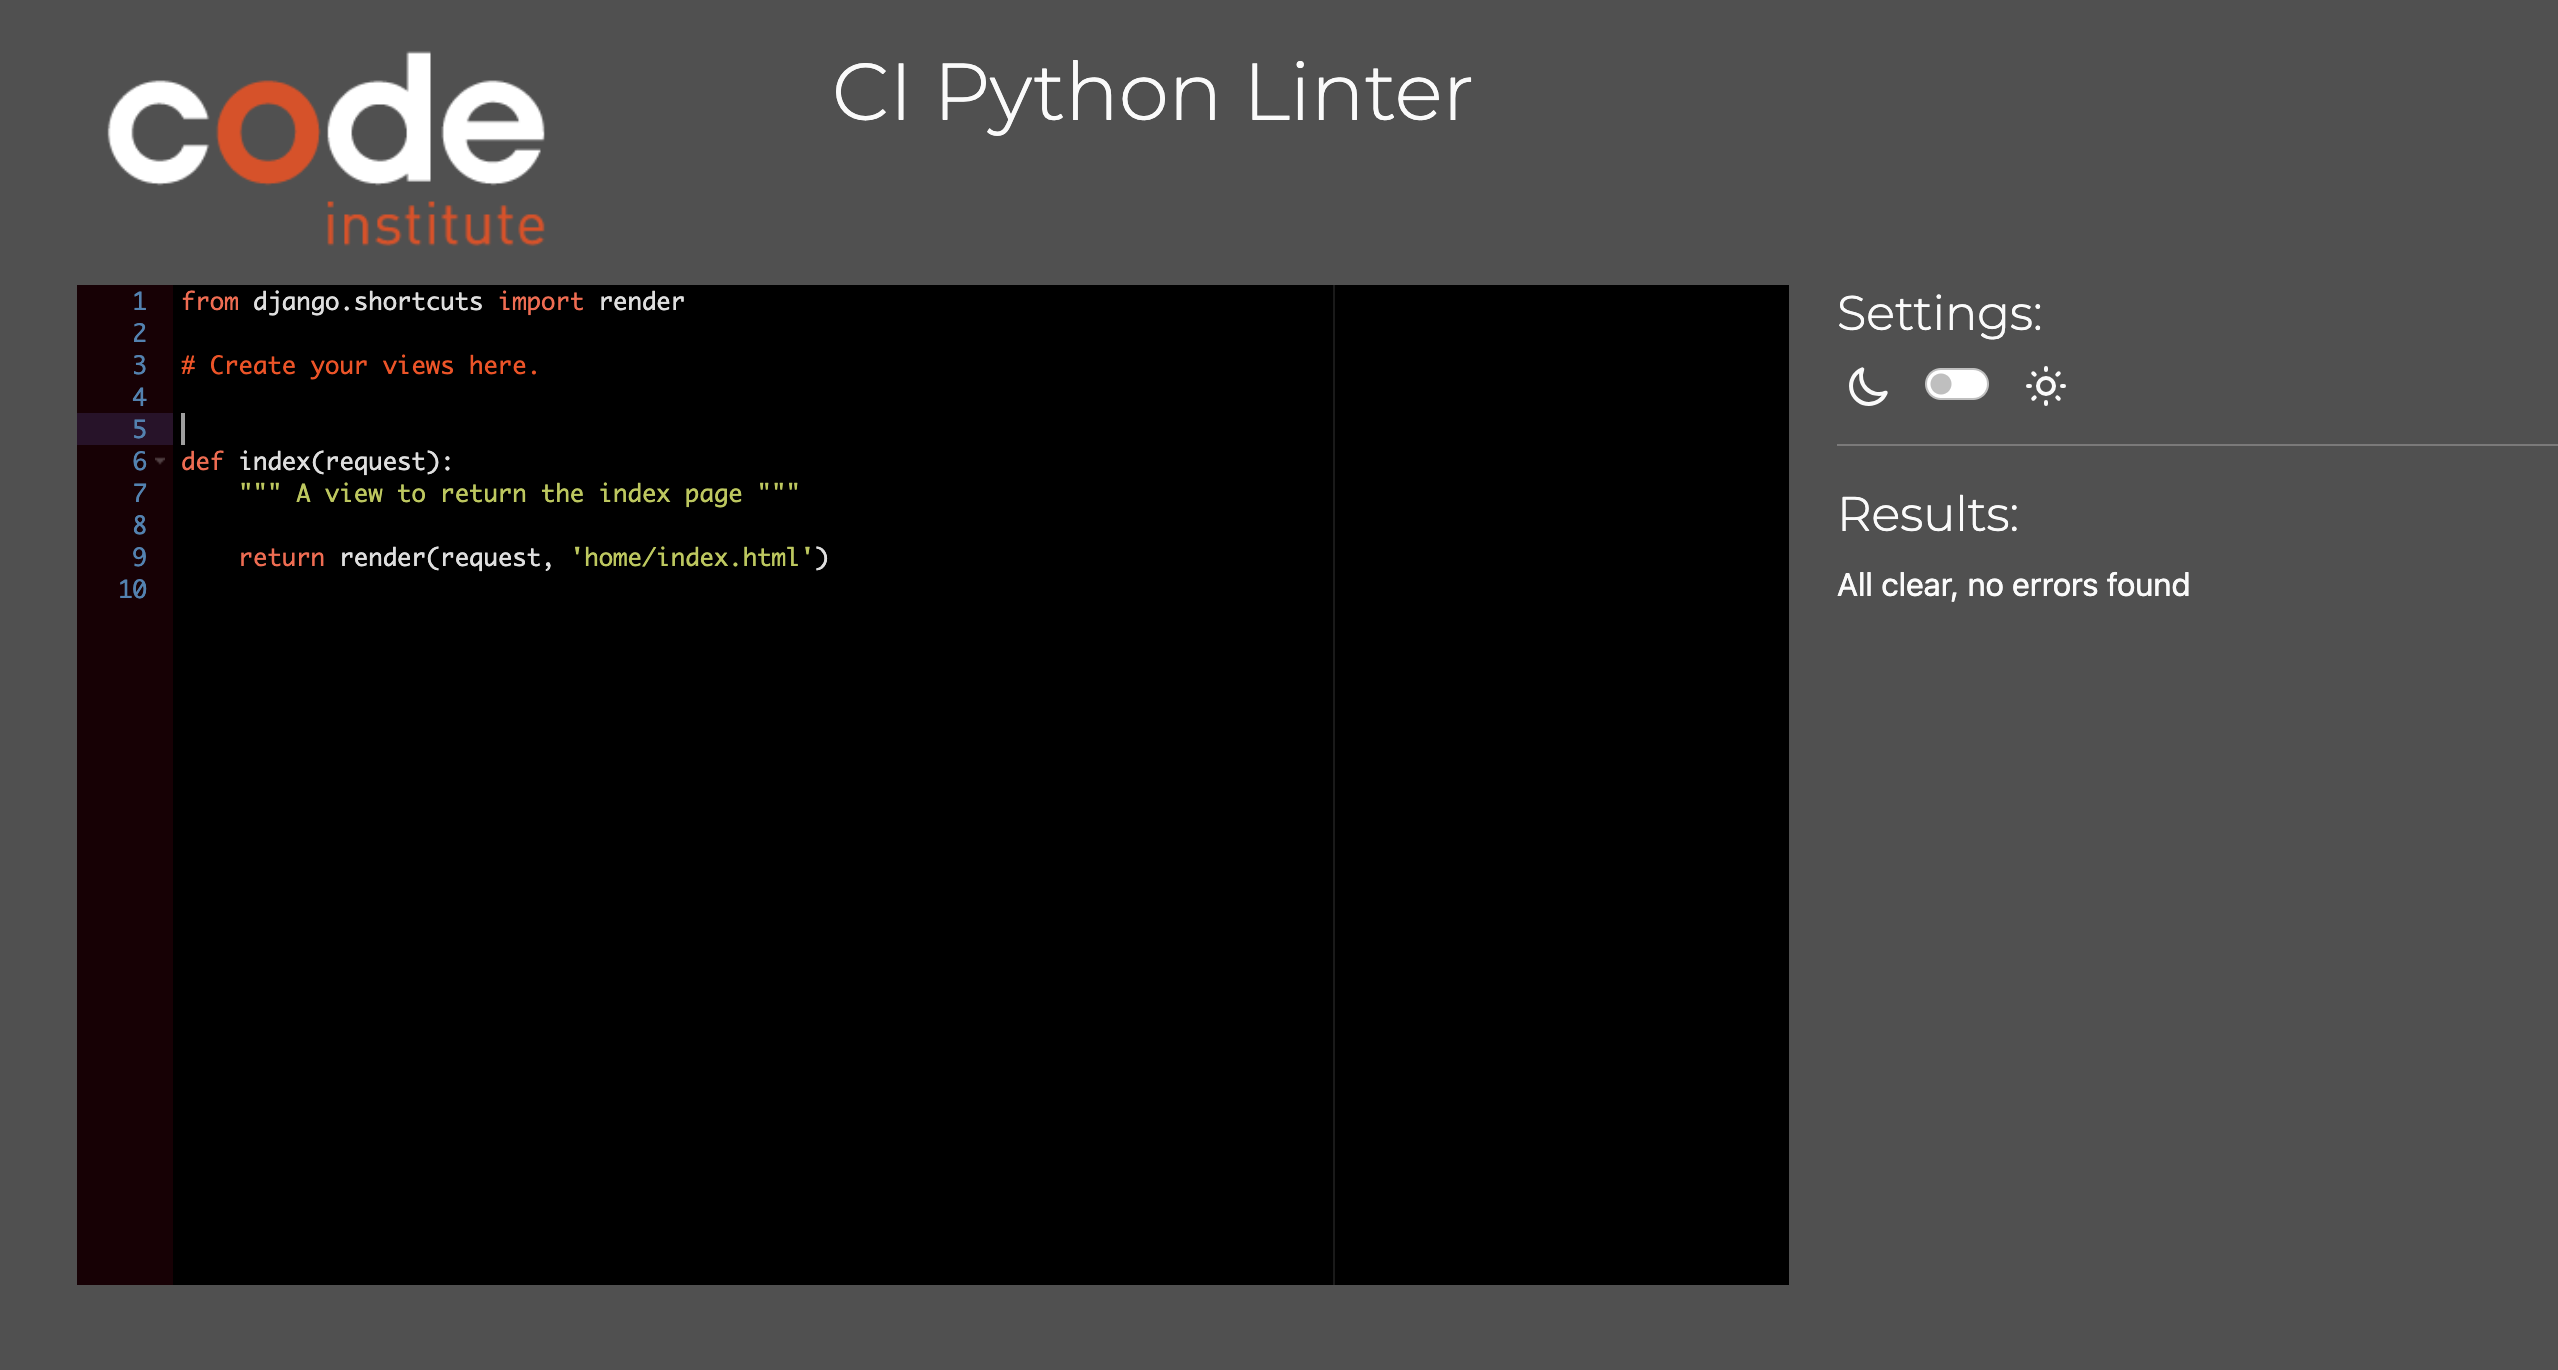 code
institute
CI Python Linter
1 from django.shortcuts import render
2
3 # Create your views here.
4
5
6 def index(request):
7     """ A view to return the index page """
8
9     return render(request, 'home/index.html')
10
Settings:
Results:
All clear, no errors found